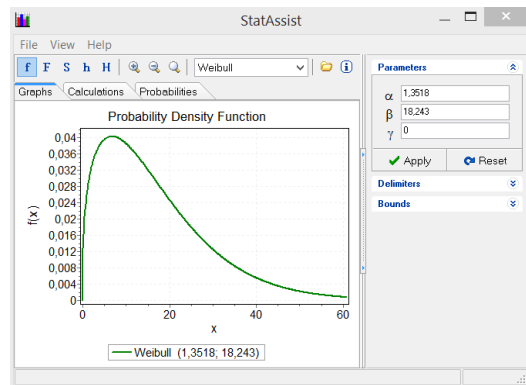 StatAssist
File View Help
f F S h H Weibull
Graphs Calculations Probabilities
Probability Density Function
0,04
0,036
0,032
0,028
0,024
0,02
0,016
0,012
0,008
0,004
0
f(x)
0 20 40 60
x
Weibull (1,3518; 18,243)
Parameters
α 1,3518
β 18,243
γ 0
Apply Reset
Delimiters
Bounds